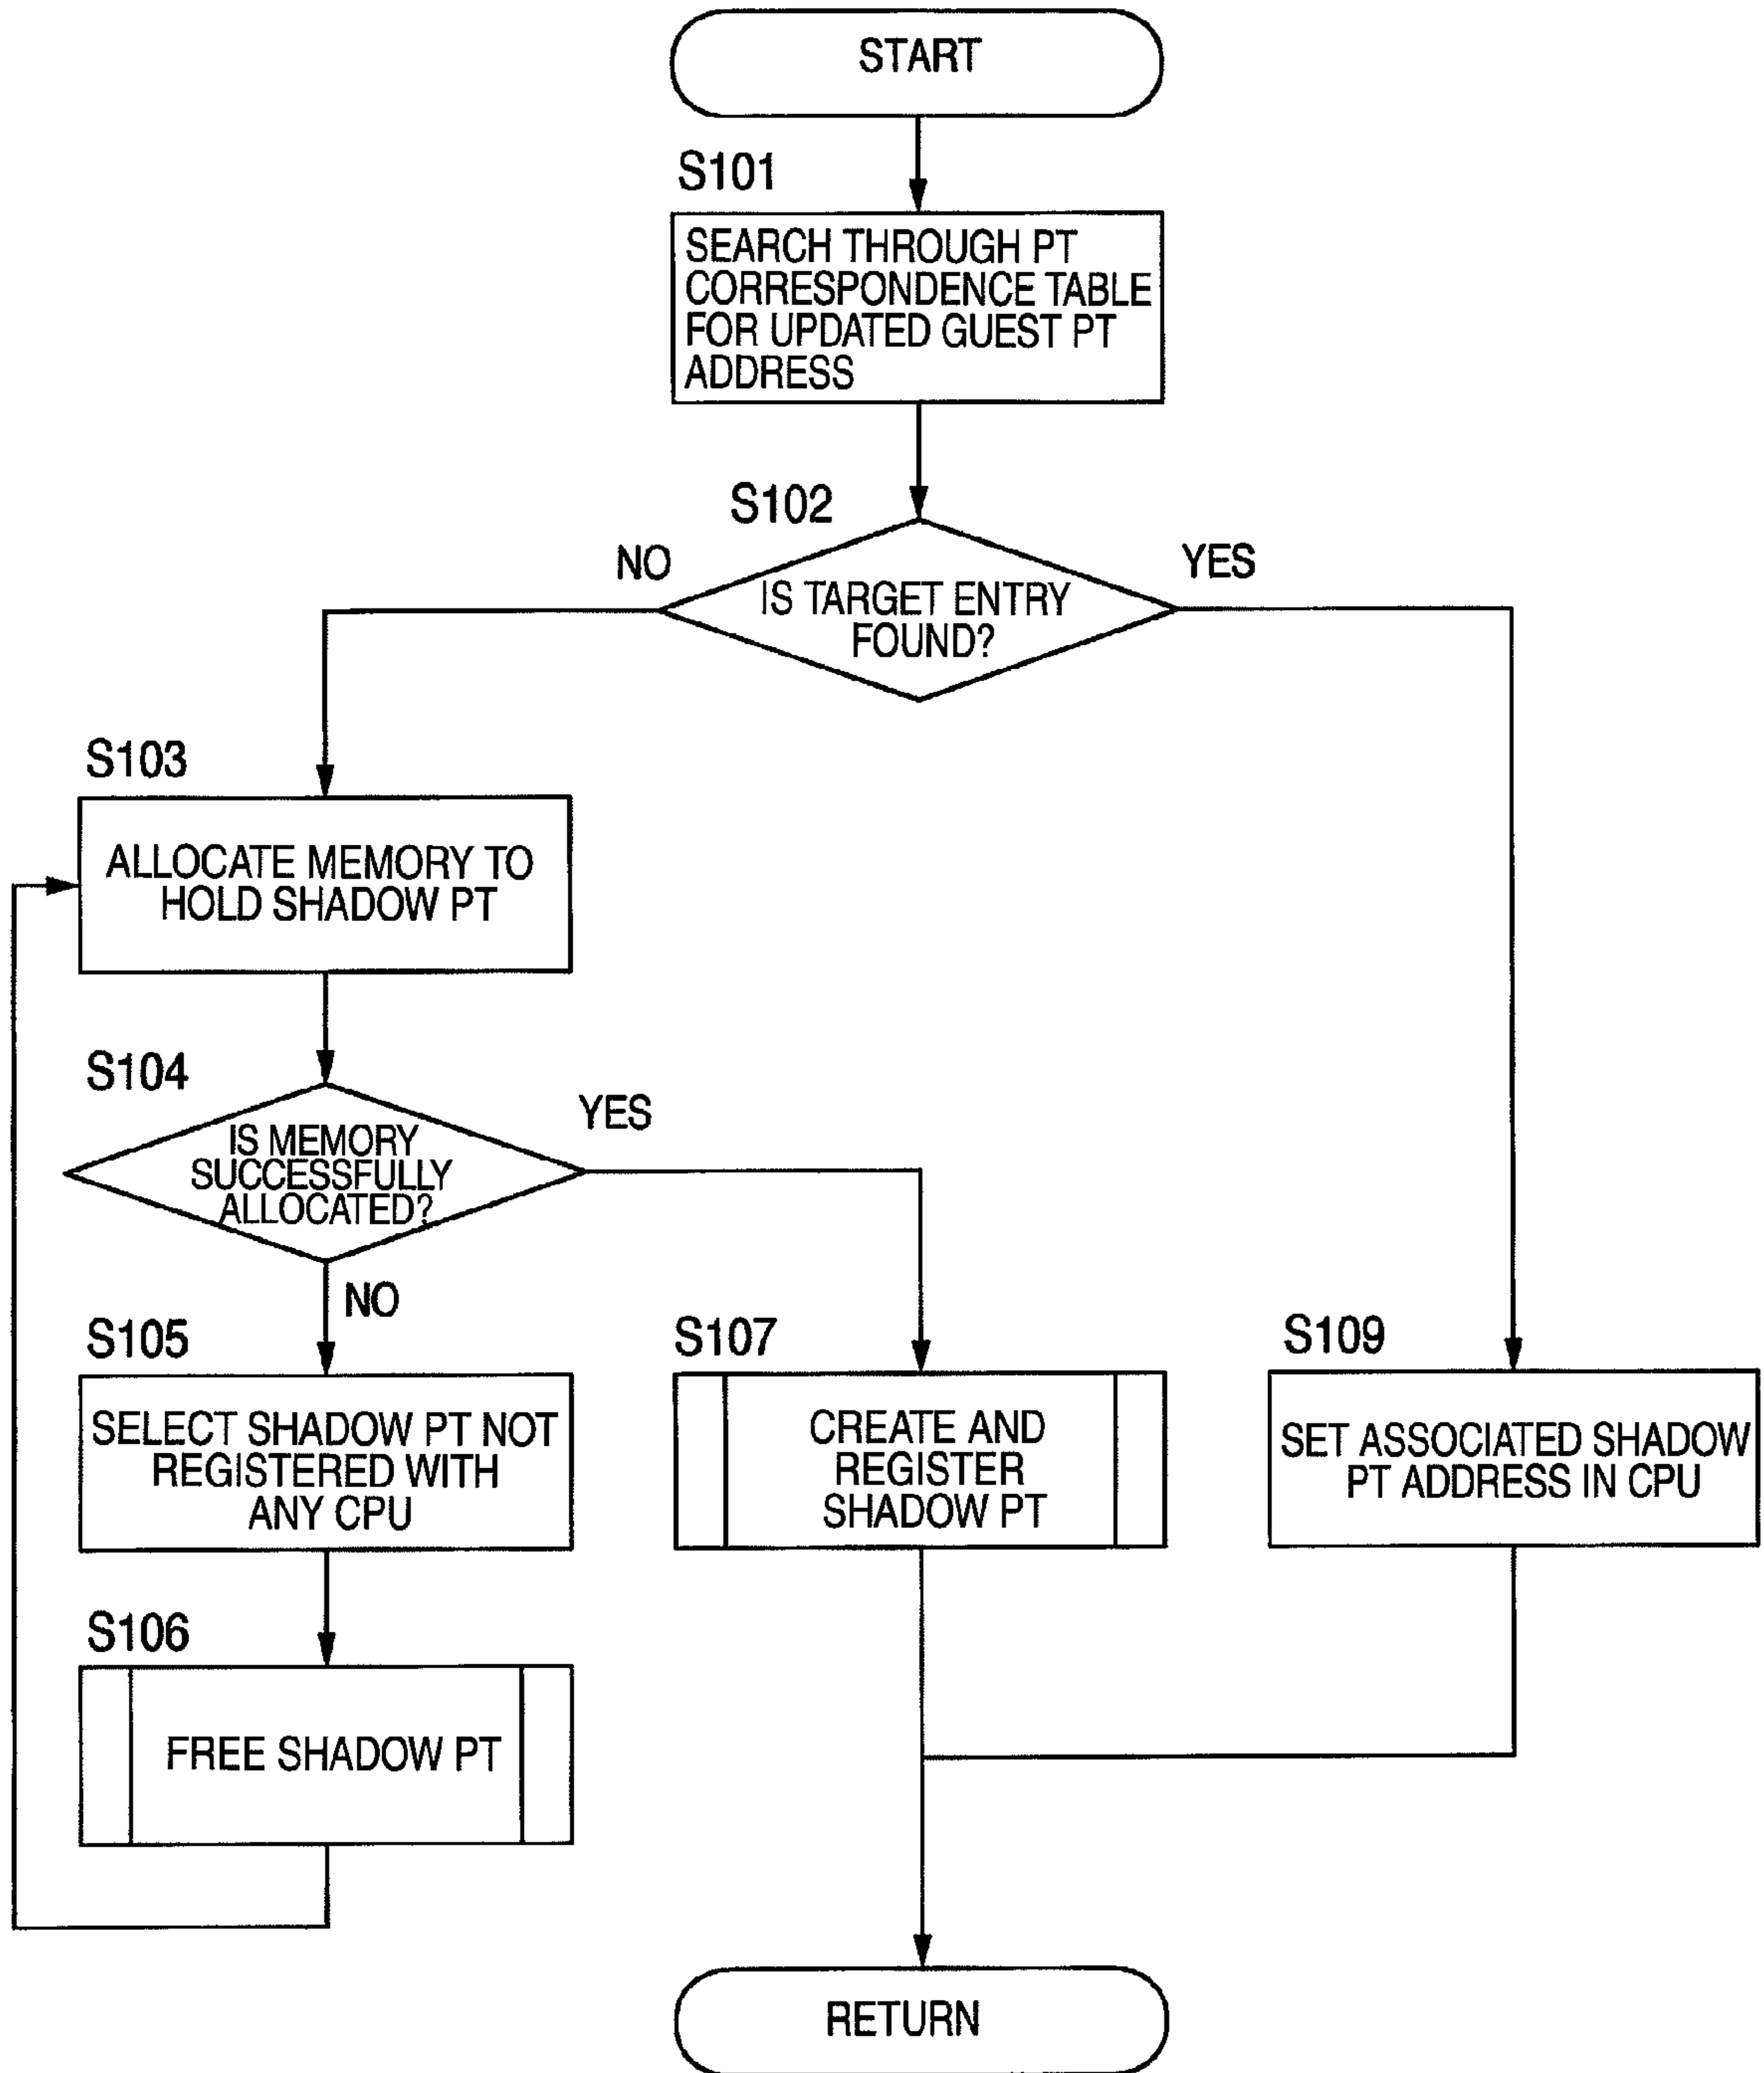 START
S101
SEARCH THROUGH PT
CORRESPONDENCE TABLE
FOR UPDATED GUEST PT
ADDRESS
S102
NO
YES
IS TARGET ENTRY
FOUND?
S103
ALLOCATE MEMORY TO
HOLD SHADOW PT
S104
YES
IS MEMORY
SUCCESSFULLY
ALLOCATED?
NO
S105
SELECT SHADOW PT NOT
REGISTERED WITH
ANY CPU
S107
CREATE AND
REGISTER
SHADOW PT
S109
SET ASSOCIATED SHADOW
PT ADDRESS IN CPU
S106
FREE SHADOW PT
RETURN